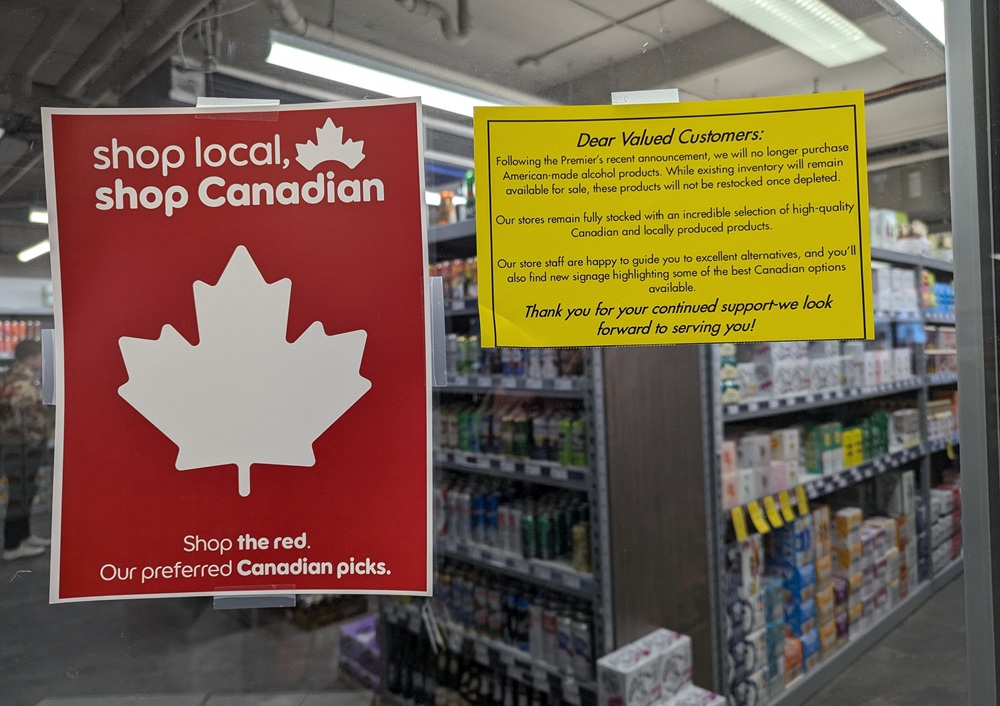 shop local,
shop Canadian
Shop the red.
Our preferred Canadian picks.
Dear Valued Customers:
Following the Premier's recent announcement, we will no longer purchase
American-made alcohol products. While existing inventory will remain
available for sale, these products will not be restocked once depleted.
Our stores remain fully stocked with an incredible selection of high-quality
Canadian and locally produced products.
Our store staff are happy to guide you to excellent alternatives, and you'll
also find new signage highlighting some of the best Canadian options
available.
Thank you for your continued support-we look
forward to serving you!